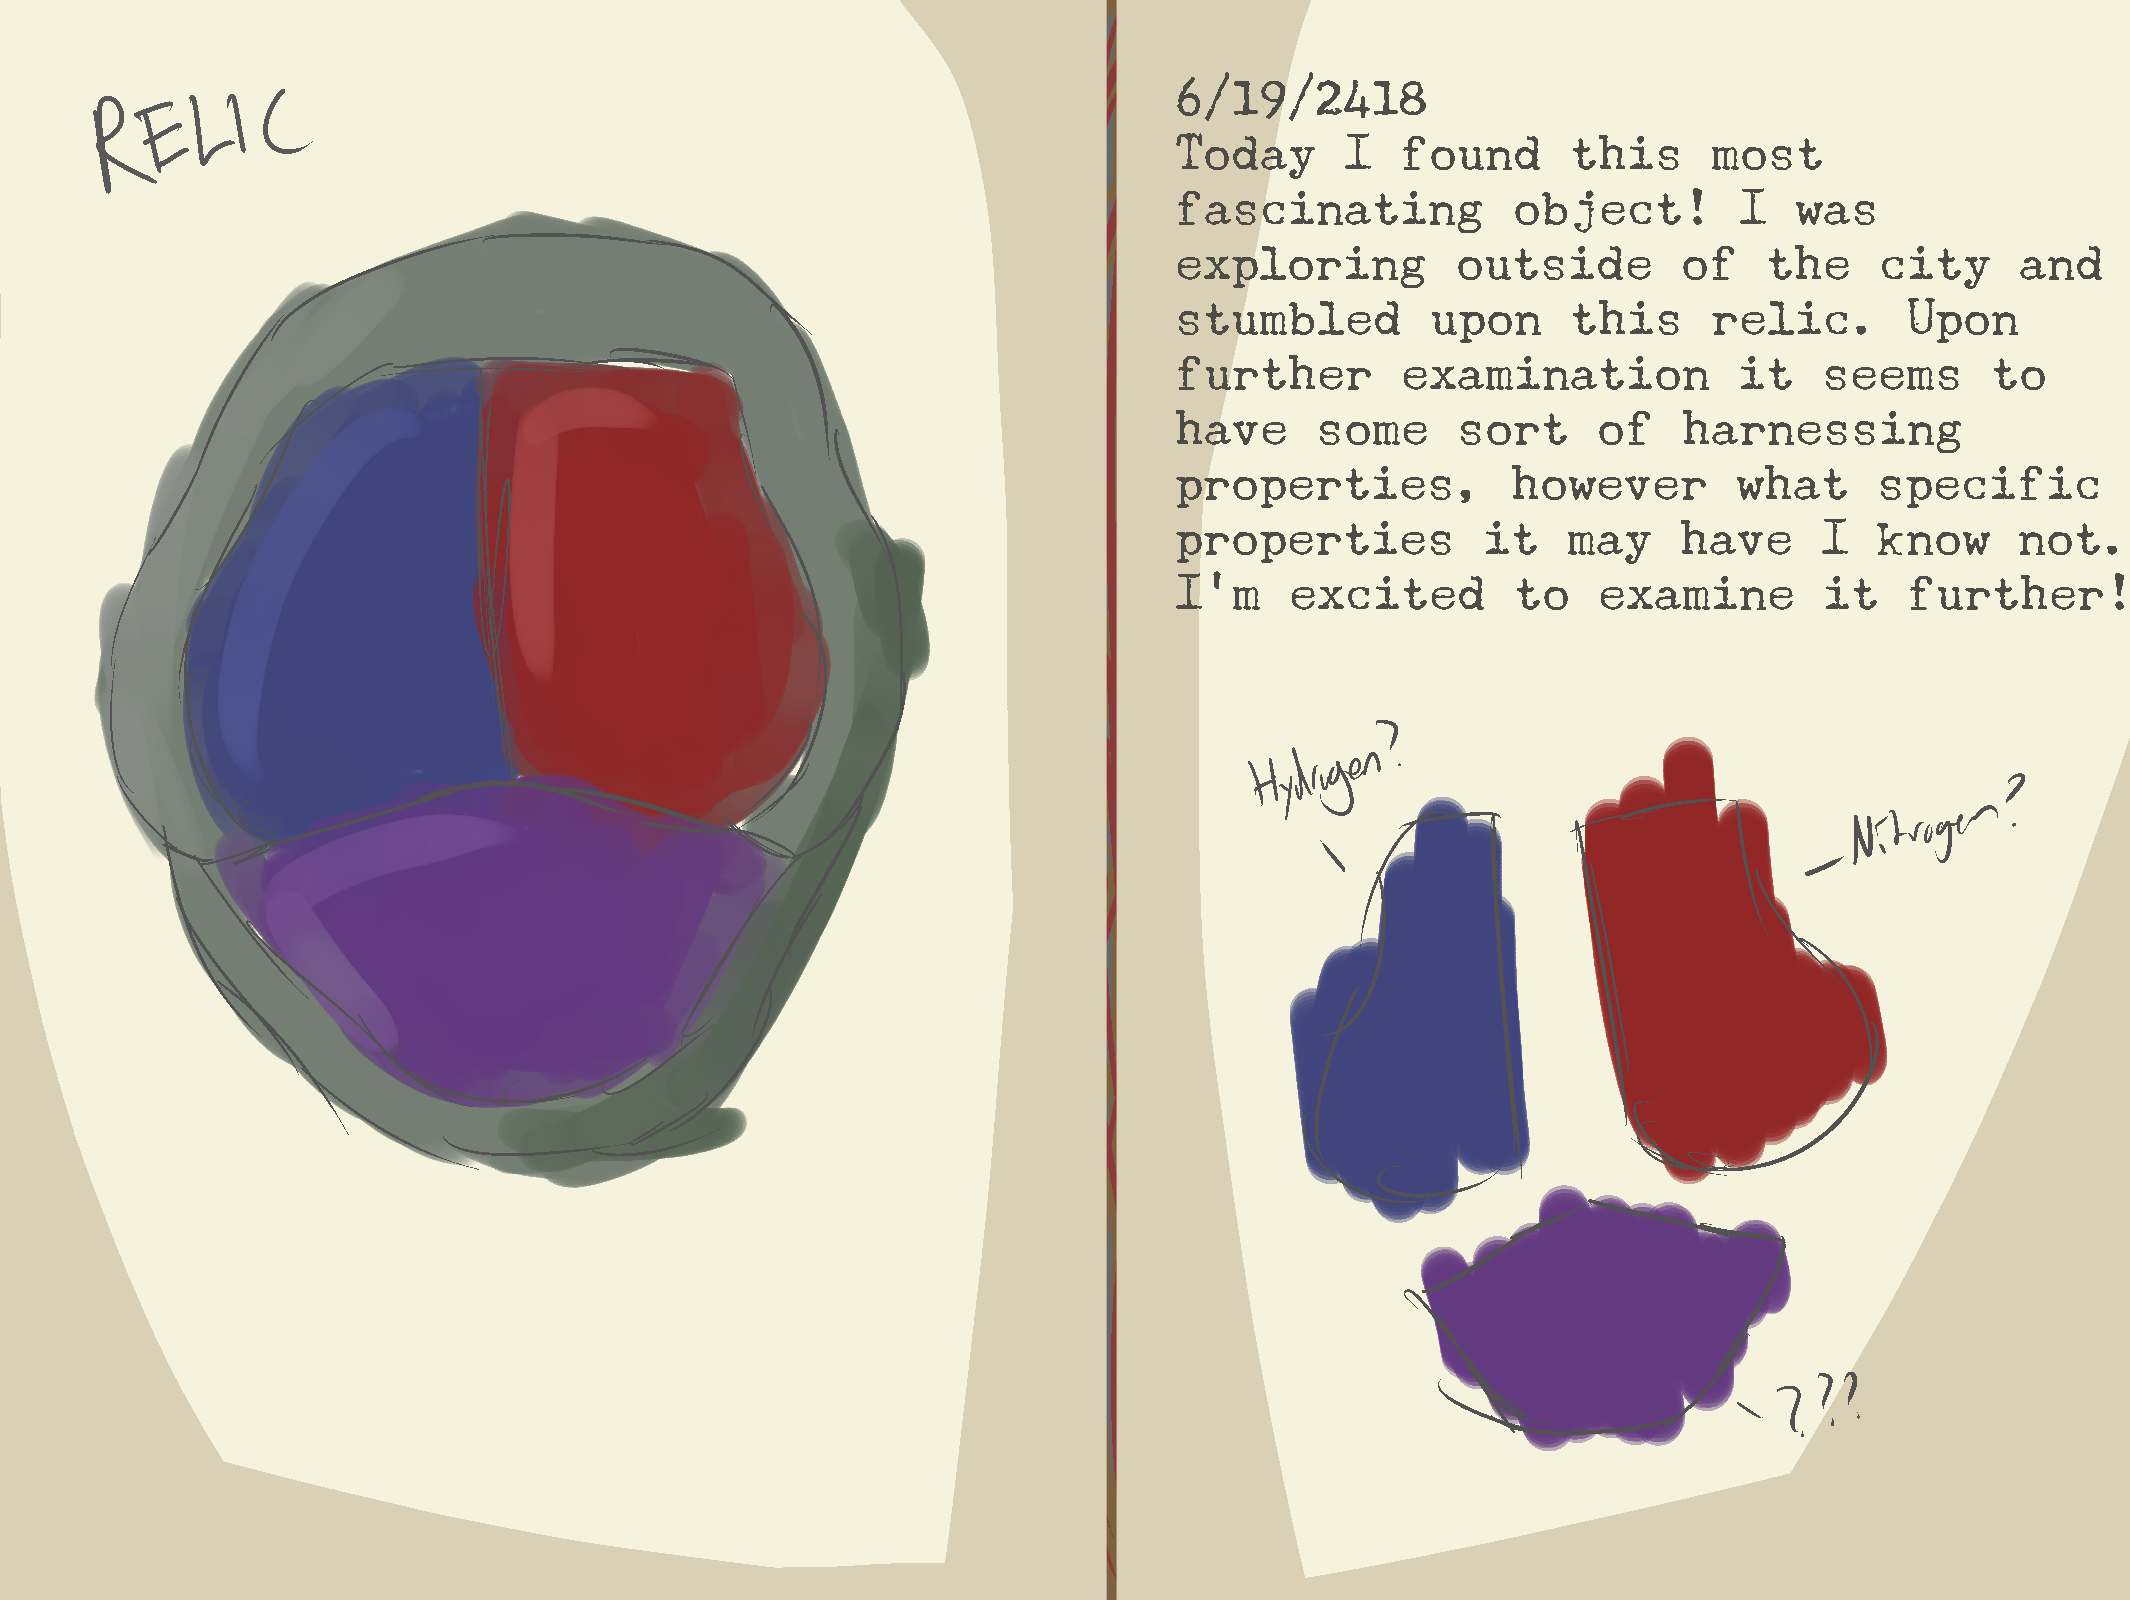 RELIC
6/19/2418
Today I found this most
fascinating object! I was
exploring outside of the city and
stumbled upon this relic. Upon
further examination it seems to
have some sort of harnessing
properties, however what specific
properties it may have I know not.
I'm excited to examine it further!
Hydrogen?
Nitrogen?
???